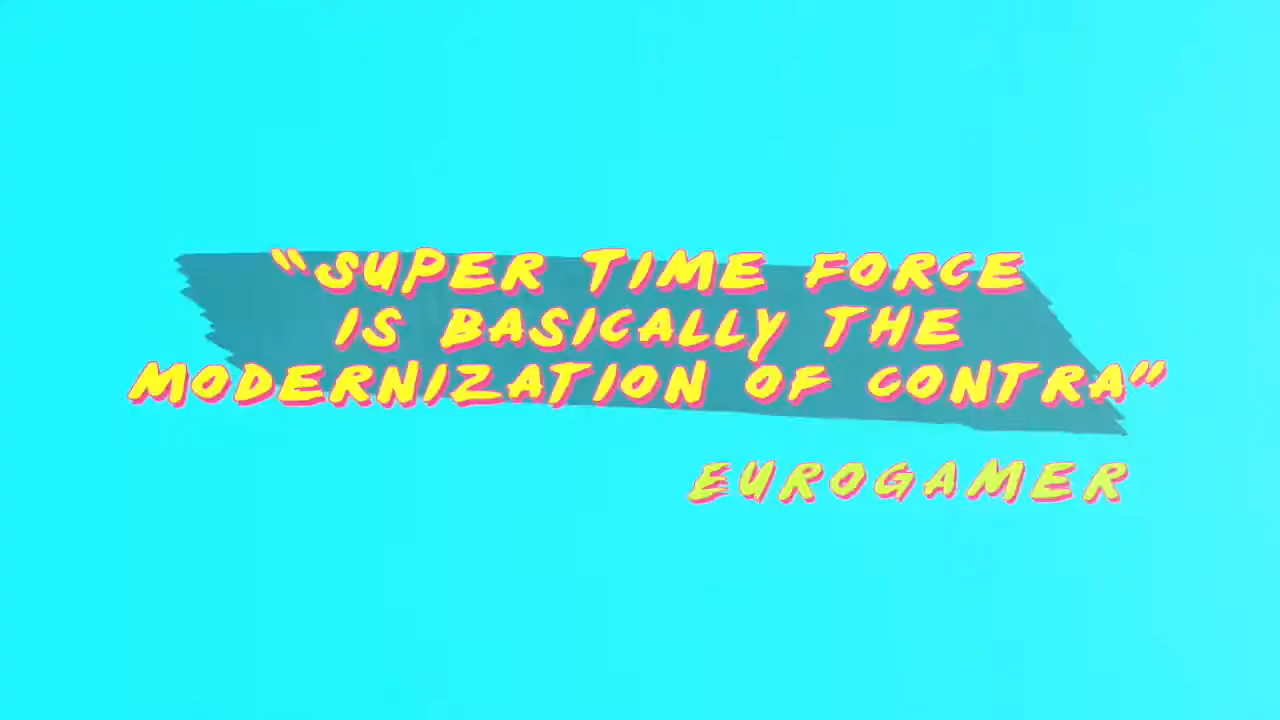 “SUPER TIME FORCE
IS BASICALLY THE
MODERNIZATION OF CONTRA”
EUROGAMER